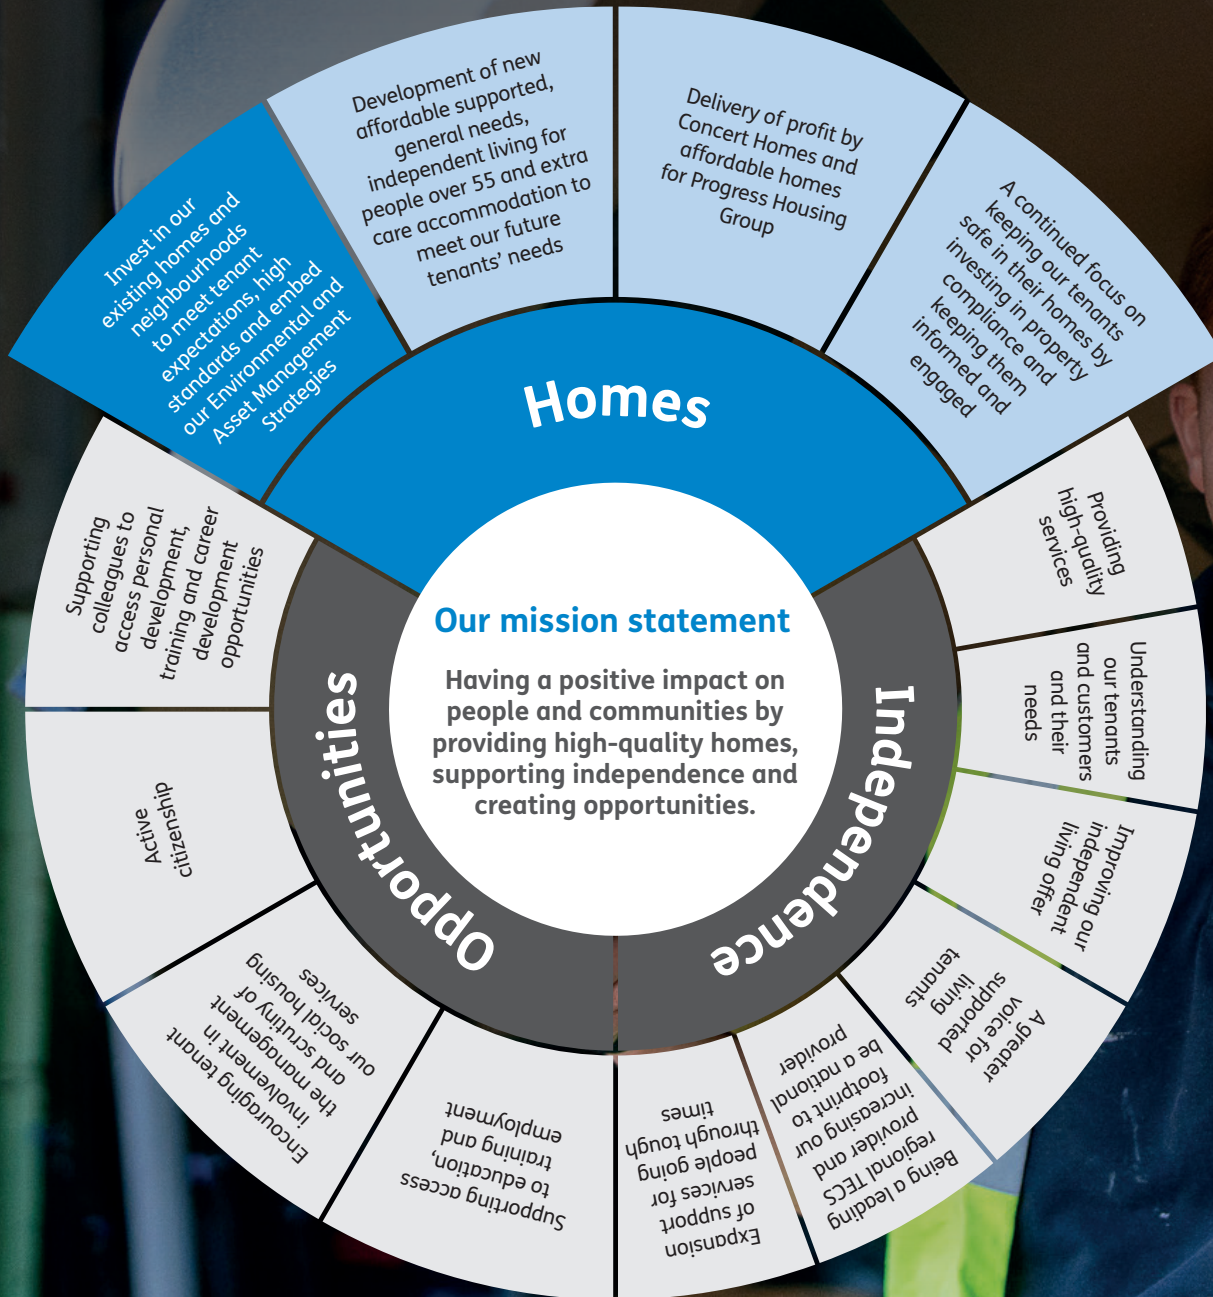 Our mission statement
Having a positive impact on
people and communities by
providing high-quality homes,
supporting independence and
creating opportunities.
Homes
Invest in our
existing homes and
neighbourhoods
to meet tenant
expectations, high
standards and embed
our Environmental and
Asset Management
Strategies
Development of new
affordable supported,
general needs,
independent living for
people over 55 and extra
care accommodation to
meet our future
tenants’ needs
Delivery of profit by
Concert Homes and
affordable homes
for Progress Housing
Group
A continued focus on
keeping our tenants
safe in their homes by
investing in property
compliance and
keeping them
informed and
engaged
Independence
Providing
high-quality
services
Understanding
our tenants
and customers
and their
needs
Improving our
independent
living offer
A greater
voice for
supported
living
tenants
Being a leading
regional TECS
provider and
increasing our
footprint to
be a national
provider
Expansion
of support
services for
people going
through tough
times
Opportunities
Supporting access
to education,
training and
employment
Encouraging tenant
involvement in
the management
and scrutiny of
our social housing
services
Active
citizenship
Supporting
colleagues to
access personal
development,
training and career
development
opportunities